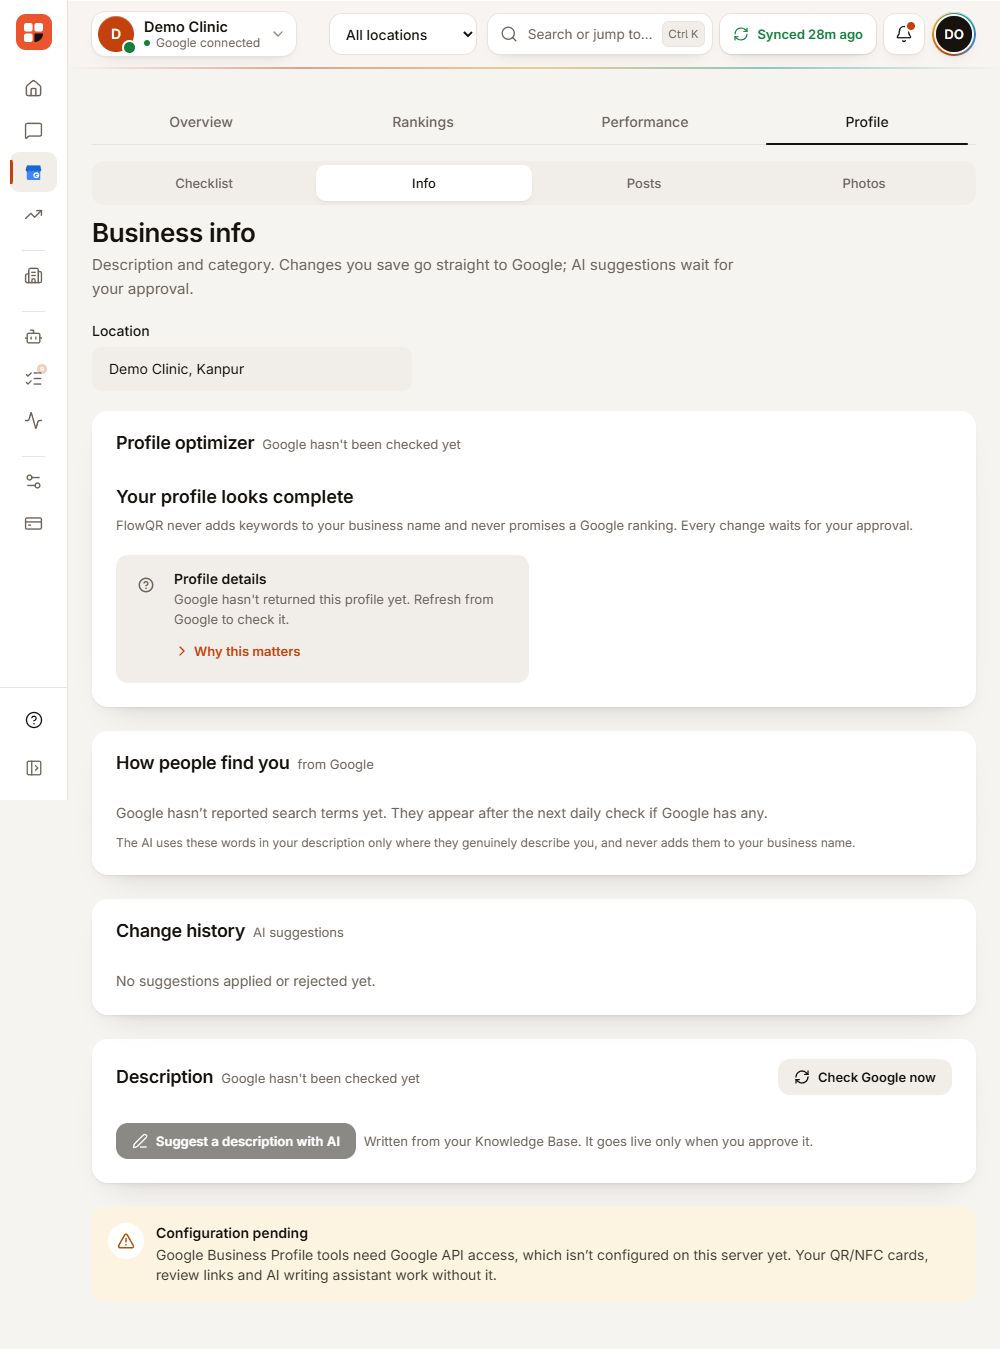 D
Demo Clinic
Google connected
All locations
Search or jump to...
Ctrl K
Synced 28m ago
DO
Overview
Rankings
Performance
Profile
Checklist
Info
Posts
Photos
Business info
Description and category. Changes you save go straight to Google; AI suggestions wait for
your approval.
Location
Demo Clinic, Kanpur
Profile optimizer Google hasn't been checked yet
Your profile looks complete
FlowQR never adds keywords to your business name and never promises a Google ranking. Every change waits for your approval.
Profile details
Google hasn't returned this profile yet. Refresh from
Google to check it.
Why this matters
How people find you from Google
Google hasn’t reported search terms yet. They appear after the next daily check if Google has any.
The AI uses these words in your description only where they genuinely describe you, and never adds them to your business name.
Change history AI suggestions
No suggestions applied or rejected yet.
Description Google hasn't been checked yet
Check Google now
Suggest a description with AI
Written from your Knowledge Base. It goes live only when you approve it.
Configuration pending
Google Business Profile tools need Google API access, which isn’t configured on this server yet. Your QR/NFC cards,
review links and AI writing assistant work without it.